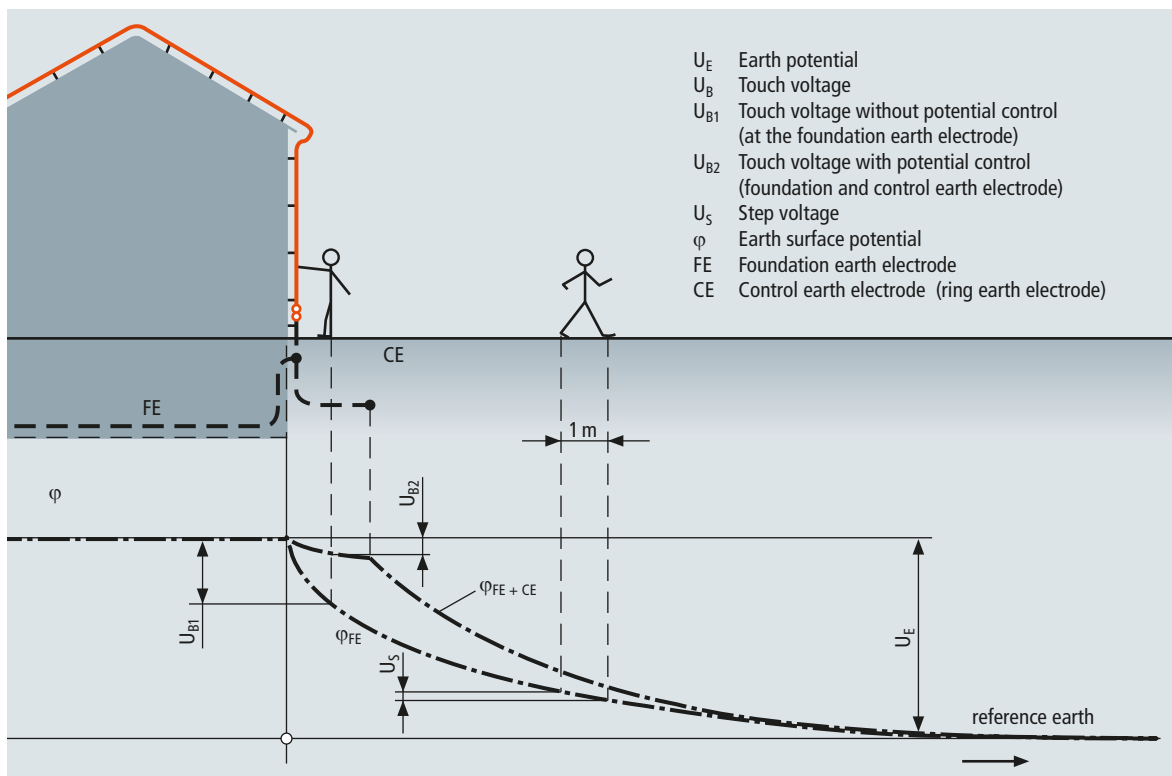 U_E Earth potential
U_B Touch voltage
U_B1 Touch voltage without potential control
(at the foundation earth electrode)
U_B2 Touch voltage with potential control
(foundation and control earth electrode)
U_S Step voltage
φ Earth surface potential
FE Foundation earth electrode
CE Control earth electrode (ring earth electrode)
CE
FE
1 m
φ
U_B2
φ_FE + CE
U_B1
φ_FE
U_S
U_E
reference earth